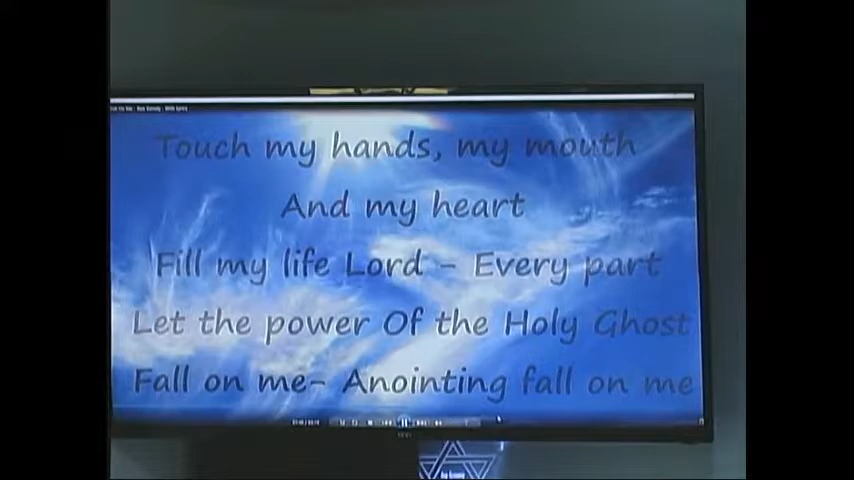 Touch my hands, my mouth
And my heart
Fill my life Lord - Every part
Let the power Of the Holy Ghost
Fall on me- Anointing fall on me